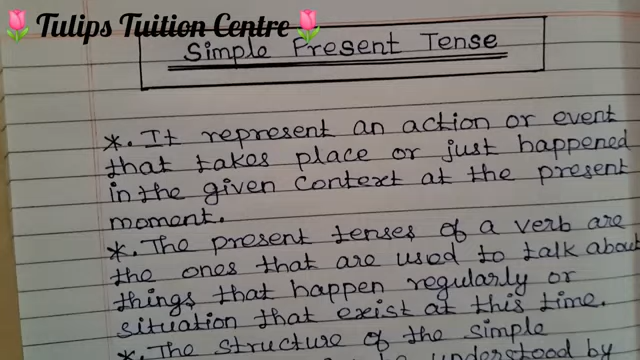 🌷 Tulips Tuition Centre 🌷
Simple Present Tense
*. It represent an action or event
that takes place or just happened
in the given context at the present
moment.
*. The present tenses of a verb are
the ones that are used to talk about
things that happen regularly or
situation that exist at this time.
*. The structure of the simple
understood by